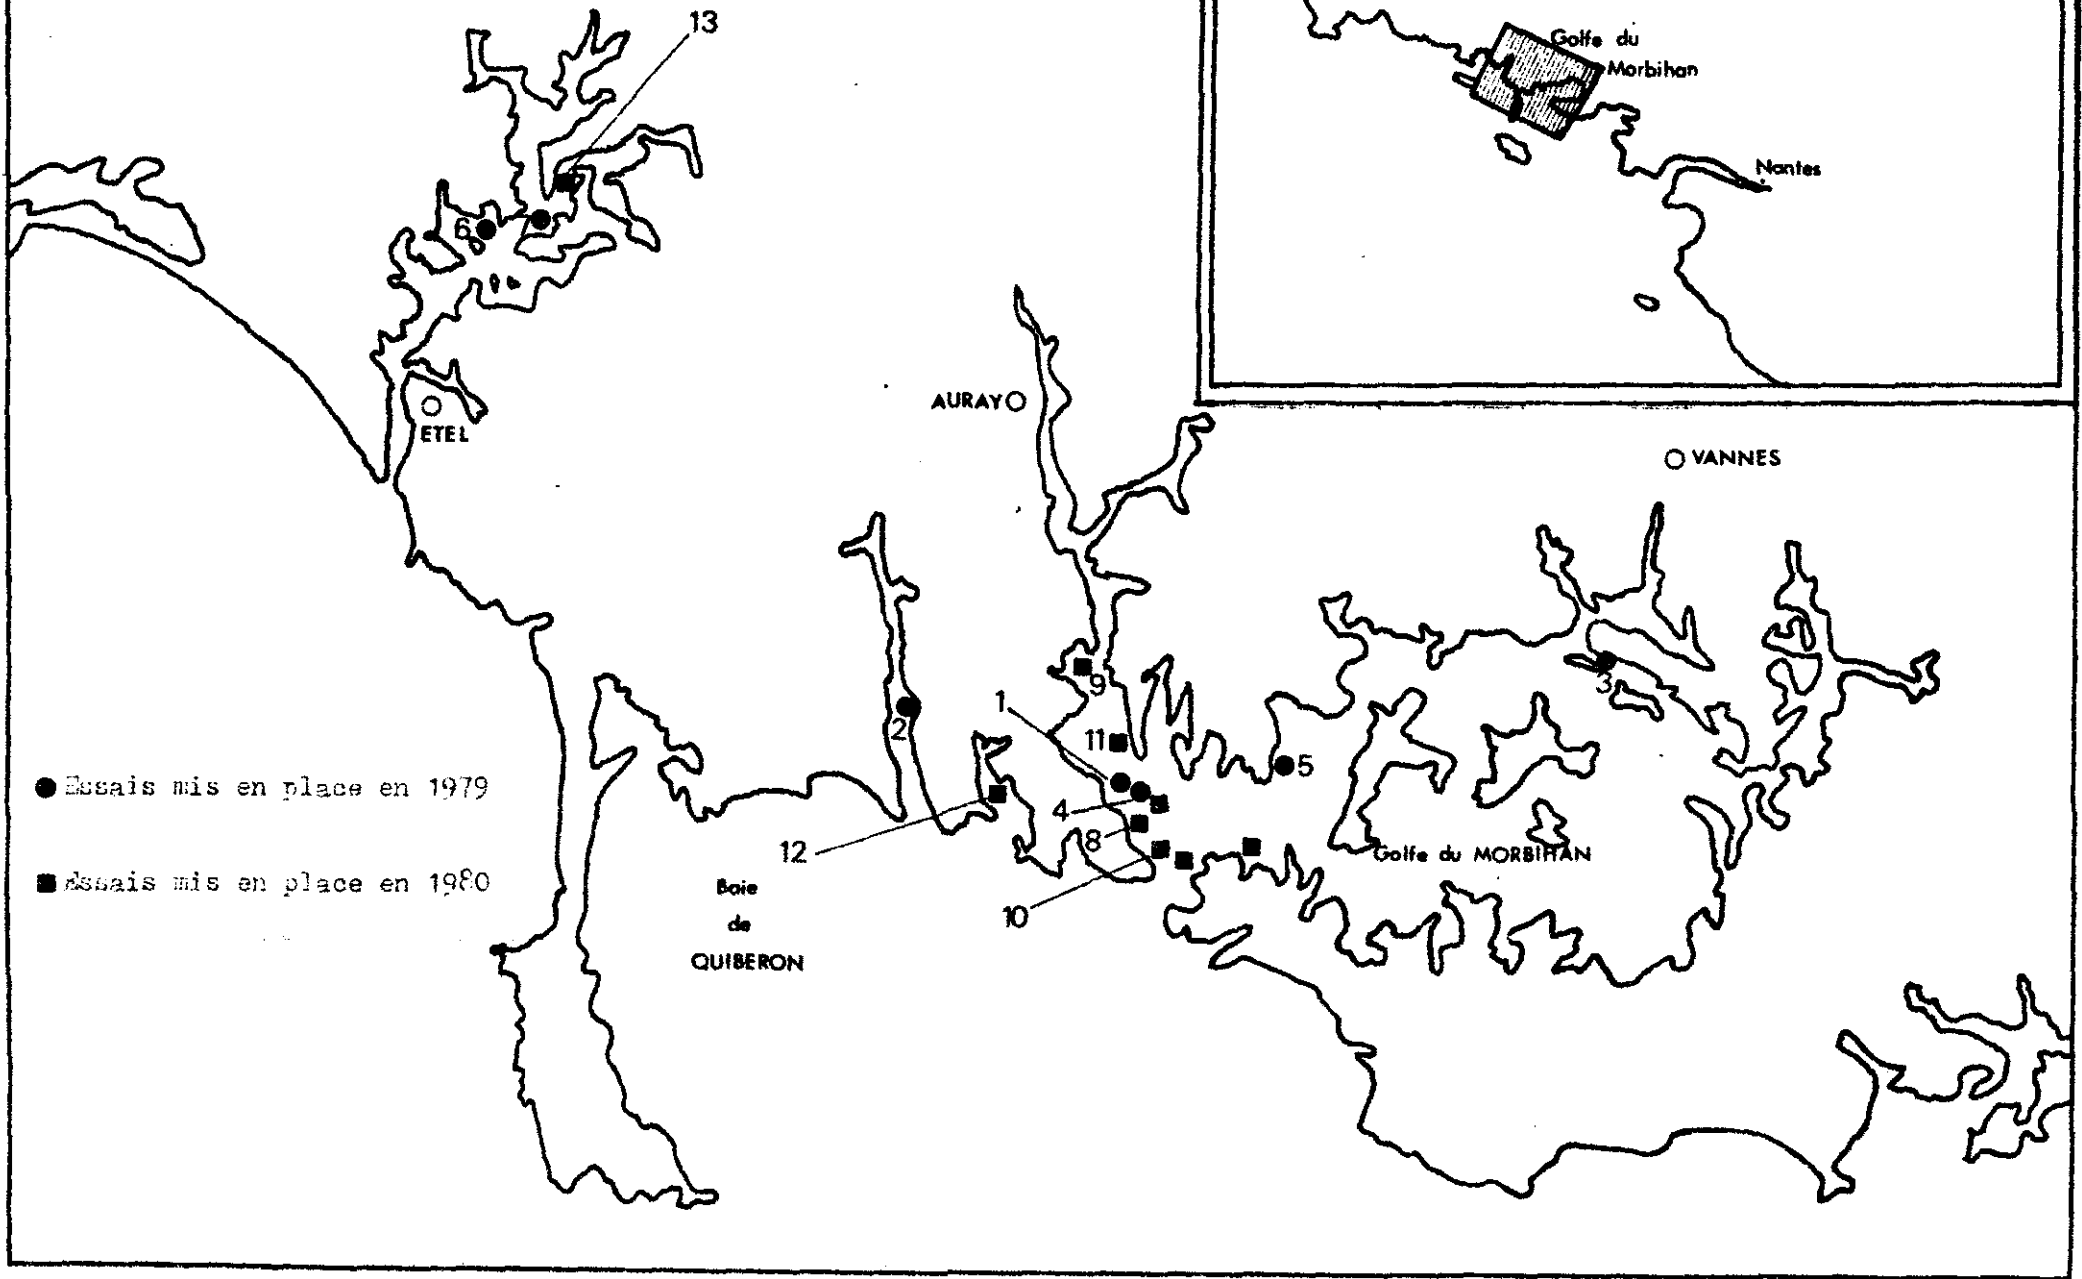 13
Golfe du
Morbihan
Nantes
6
ETEL
AURAY
VANNES
9
1
3
2
11
5
Essais mis en place en 1979
4
8
12
Golfe du MORBIHAN
Essais mis en place en 1980
Baie
de
QUIBERON
10